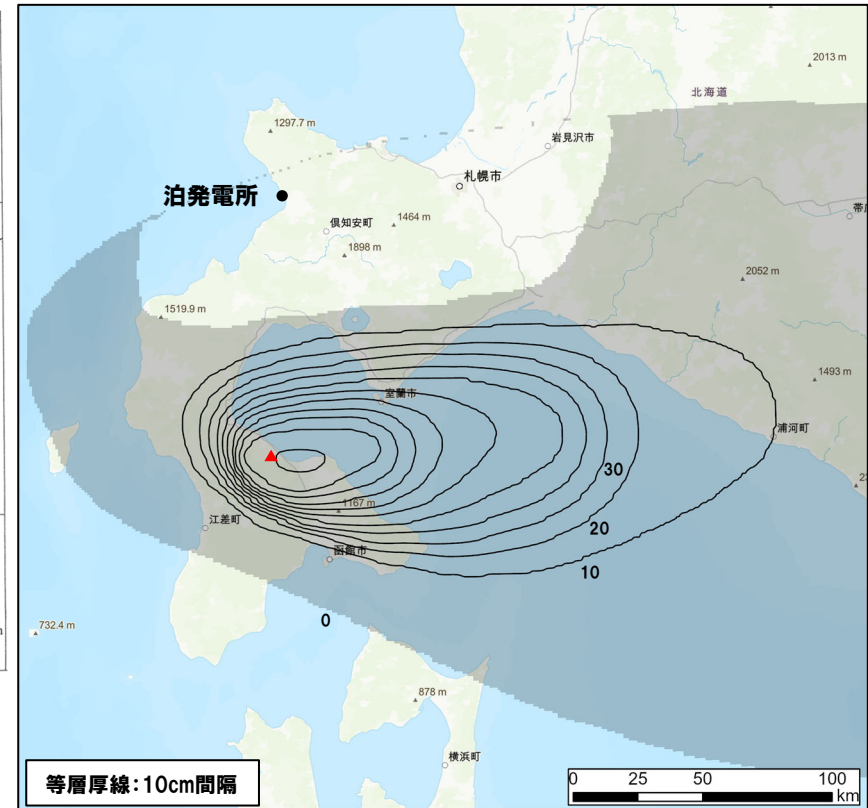 2013 m
北海道
1297.7 m
岩見沢市
札幌市
泊発電所
1464 m
倶知安町
帯
1898 m
2052 m
1519.9 m
1493 m
室蘭市
浦河町
30
23
1167 m
江差町
20
函館市
10
0
732.4 m
878 m
横浜町
等層厚線:10cm間隔
0 25 50 100
km